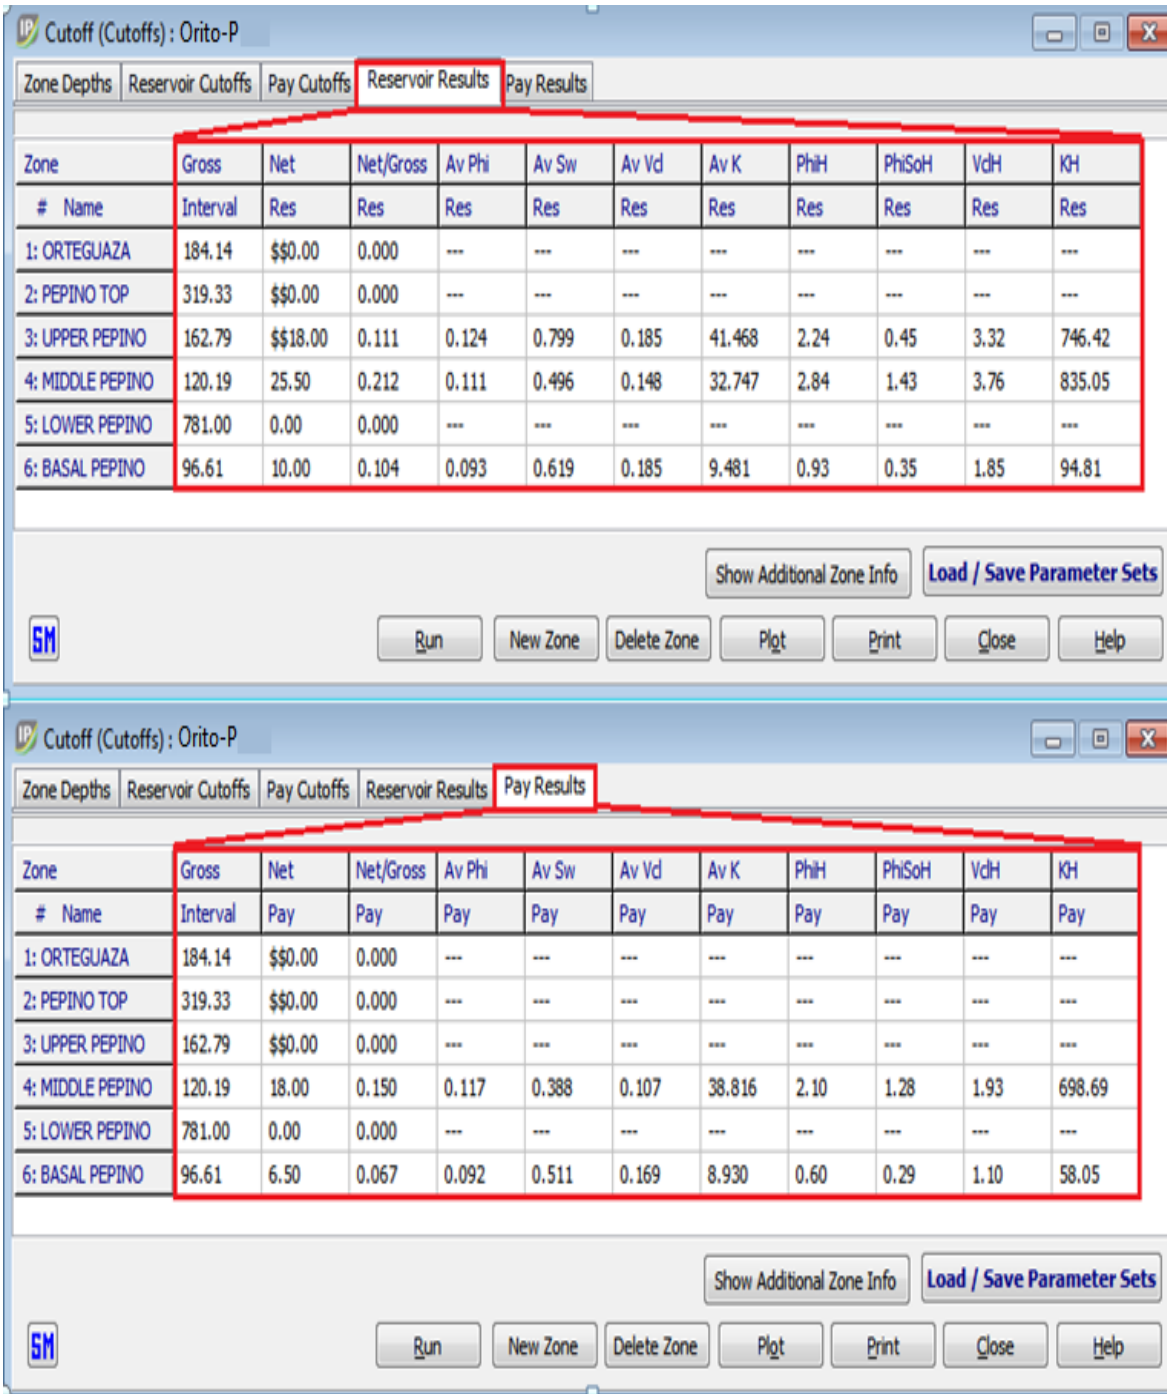 Cutoff (Cutoffs) : Orito-P
Zone Depths Reservoir Cutoffs Pay Cutoffs Reservoir Results Pay Results
Zone Gross Net Net/Gross Av Phi Av Sw Av Vcl Av K PhiH PhiSoH VclH KH
# Name Interval Res Res Res Res Res Res Res Res Res Res
1: ORTEGUAZA 184.14 $$0.00 0.000 --- --- --- --- --- --- --- ---
2: PEPINO TOP 319.33 $$0.00 0.000 --- --- --- --- --- --- --- ---
3: UPPER PEPINO 162.79 $$18.00 0.111 0.124 0.799 0.185 41.468 2.24 0.45 3.32 746.42
4: MIDDLE PEPINO 120.19 25.50 0.212 0.111 0.496 0.148 32.747 2.84 1.43 3.76 835.05
5: LOWER PEPINO 781.00 0.00 0.000 --- --- --- --- --- --- --- ---
6: BASAL PEPINO 96.61 10.00 0.104 0.093 0.619 0.185 9.481 0.93 0.35 1.85 94.81
Show Additional Zone Info Load / Save Parameter Sets
SM Run New Zone Delete Zone Plot Print Close Help
Cutoff (Cutoffs) : Orito-P
Zone Depths Reservoir Cutoffs Pay Cutoffs Reservoir Results Pay Results
Zone Gross Net Net/Gross Av Phi Av Sw Av Vcl Av K PhiH PhiSoH VclH KH
# Name Interval Pay Pay Pay Pay Pay Pay Pay Pay Pay Pay
1: ORTEGUAZA 184.14 $$0.00 0.000 --- --- --- --- --- --- --- ---
2: PEPINO TOP 319.33 $$0.00 0.000 --- --- --- --- --- --- --- ---
3: UPPER PEPINO 162.79 $$0.00 0.000 --- --- --- --- --- --- --- ---
4: MIDDLE PEPINO 120.19 18.00 0.150 0.117 0.388 0.107 38.816 2.10 1.28 1.93 698.69
5: LOWER PEPINO 781.00 0.00 0.000 --- --- --- --- --- --- --- ---
6: BASAL PEPINO 96.61 6.50 0.067 0.092 0.511 0.169 8.930 0.60 0.29 1.10 58.05
Show Additional Zone Info Load / Save Parameter Sets
SM Run New Zone Delete Zone Plot Print Close Help